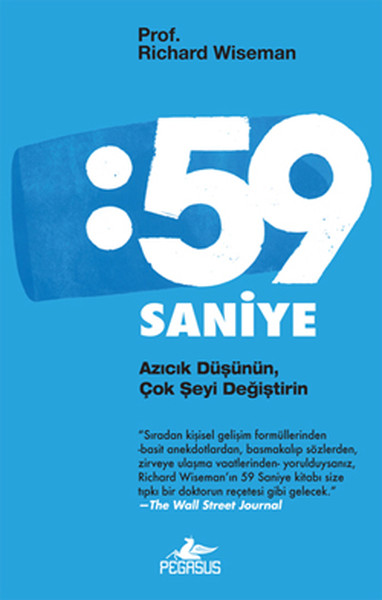 Prof.
Richard Wiseman
:59
SANİYE
Azıcık Düşünün,
Çok Şeyi Değiştirin
“Sıradan kişisel gelişim formüllerinden
-basit anekdotlardan, basmakalıp sözlerden,
zirveye ulaşma vaatlerinden- yorulduysanız,
Richard Wiseman’ın 59 Saniye kitabı size
tıpkı bir doktorun reçetesi gibi gelecek.”
—The Wall Street Journal
PEGASUS